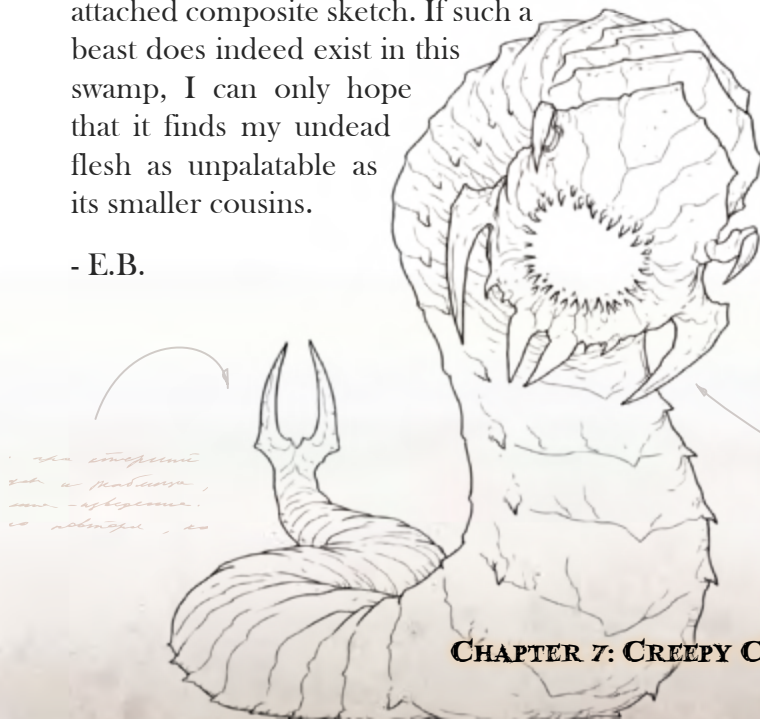 attached composite sketch. If such a
beast does indeed exist in this
swamp, I can only hope
that it finds my undead
flesh as unpalatable as
its smaller cousins.
- E.B.
CHAPTER 7: CREEPY C